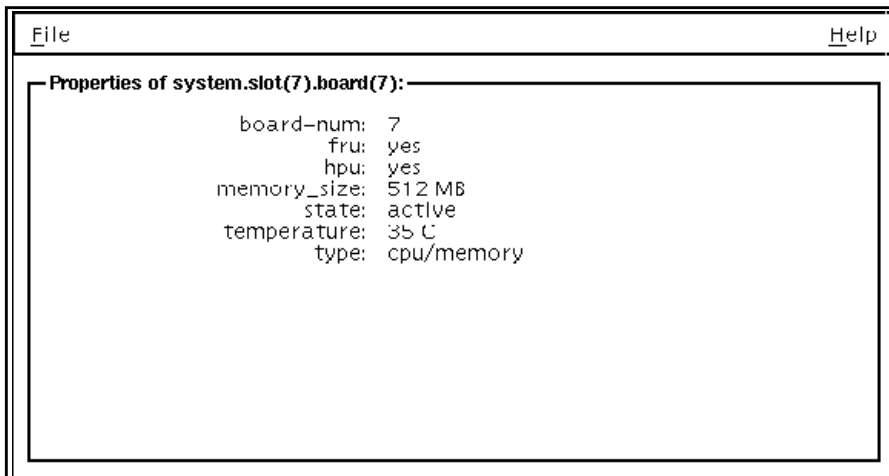 File Help
Properties of system.slot(7).board(7):
board-num: 7
fru: yes
hpu: yes
memory_size: 512 MB
state: active
temperature: 35 C
type: cpu/memory